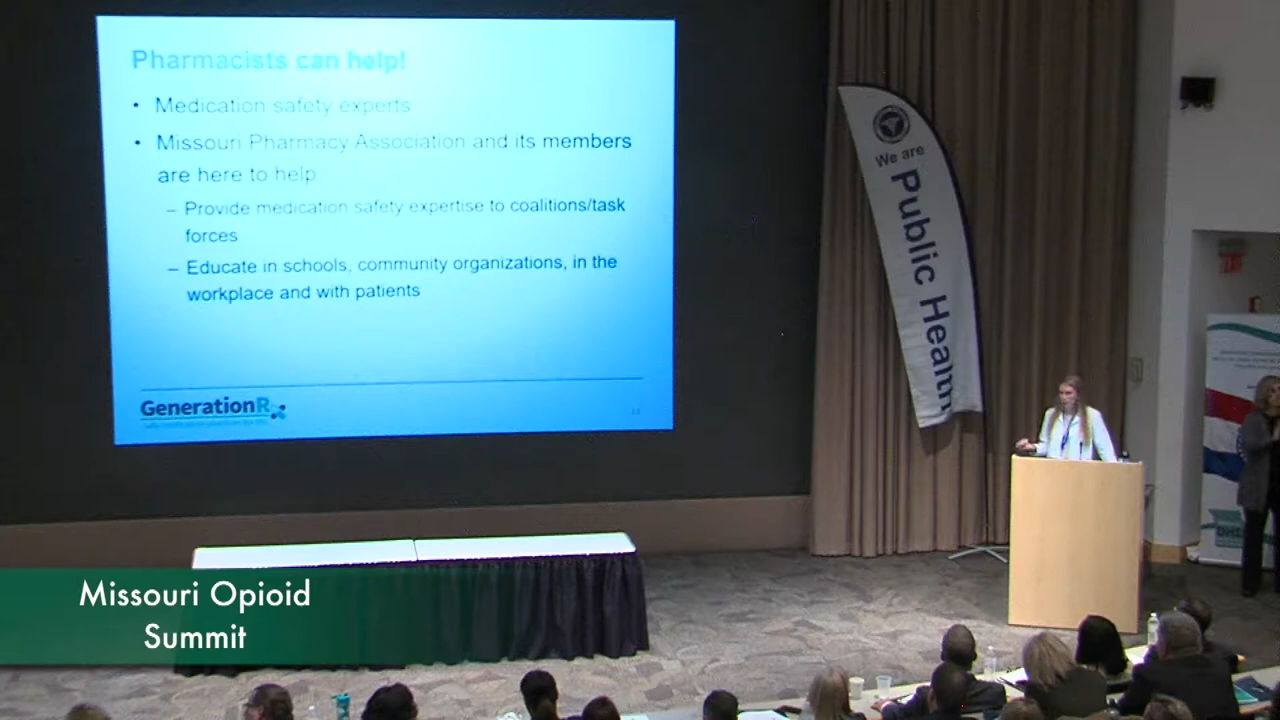 Pharmacists can help!
• Medication safety experts
• Missouri Pharmacy Association and its members
are here to help
– Provide medication safety expertise to coalitions/task
forces
– Educate in schools, community organizations, in the
workplace and with patients
GenerationRx
We are
Public Health
Missouri Opioid
Summit